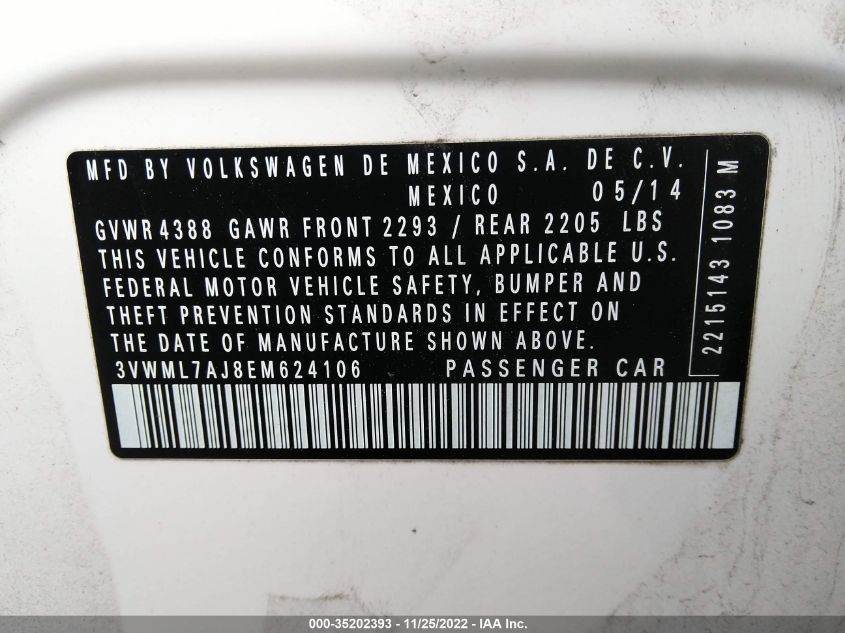 MFD BY VOLKSWAGEN DE MEXICO S.A. DE C.V.
MEXICO 05/14
GVWR 4388 GAWR FRONT 2293 / REAR 2205 LBS
THIS VEHICLE CONFORMS TO ALL APPLICABLE U.S.
FEDERAL MOTOR VEHICLE SAFETY, BUMPER AND
THEFT PREVENTION STANDARDS IN EFFECT ON
THE DATE OF MANUFACTURE SHOWN ABOVE.
3VWML7AJ8EM624106 PASSENGER CAR
2215143 1083 M
000-35202393 - 11/25/2022 - IAA Inc.